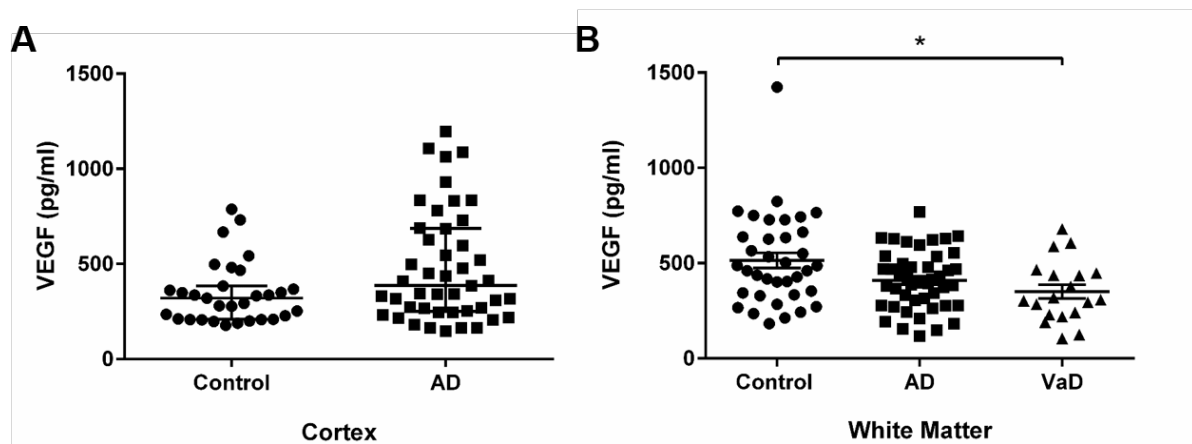 A
VEGF (pg/ml)
1500
1000
500
0
Control AD
Cortex
B
*
VEGF (pg/ml)
1500
1000
500
0
Control AD VaD
White Matter